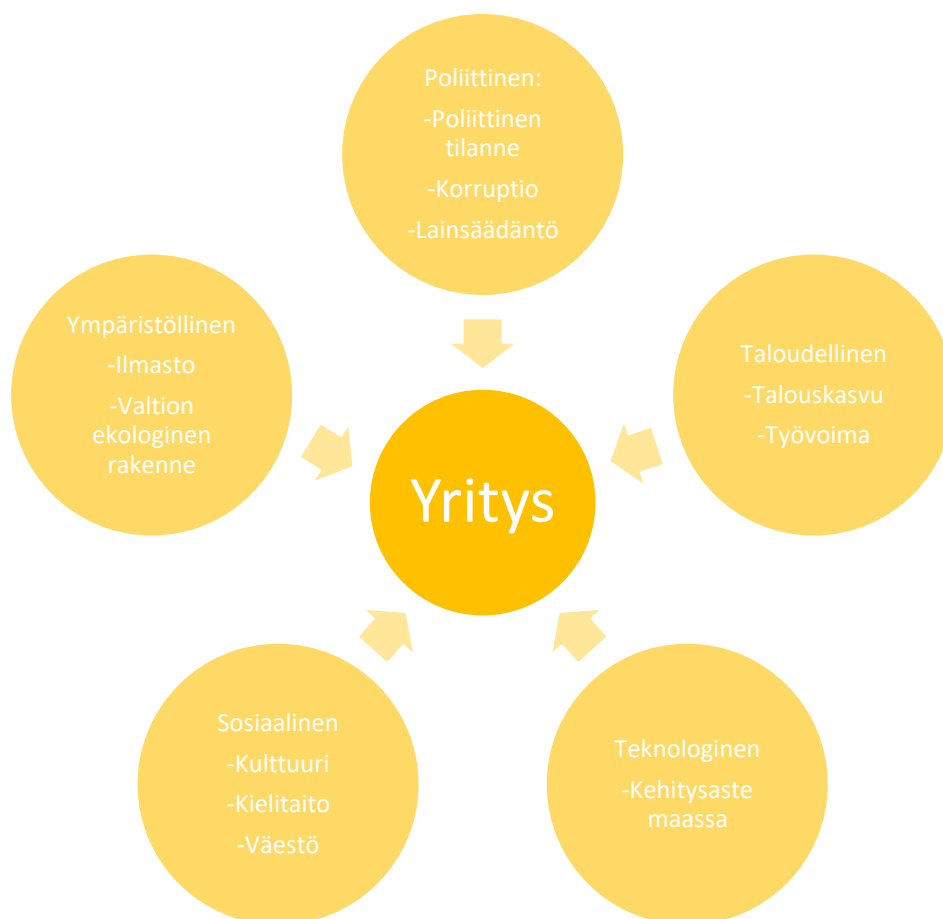 Poliittinen:
-Poliittinen
tilanne
-Korruptio
-Lainsäädäntö
Taloudellinen
-Talouskasvu
-Työvoima
Teknologinen
-Kehitysaste
maassa
Sosiaalinen
-Kulttuuri
-Kielitaito
-Väestö
Ympäristöllinen
-Ilmasto
-Valtion
ekologinen
rakenne
Yritys